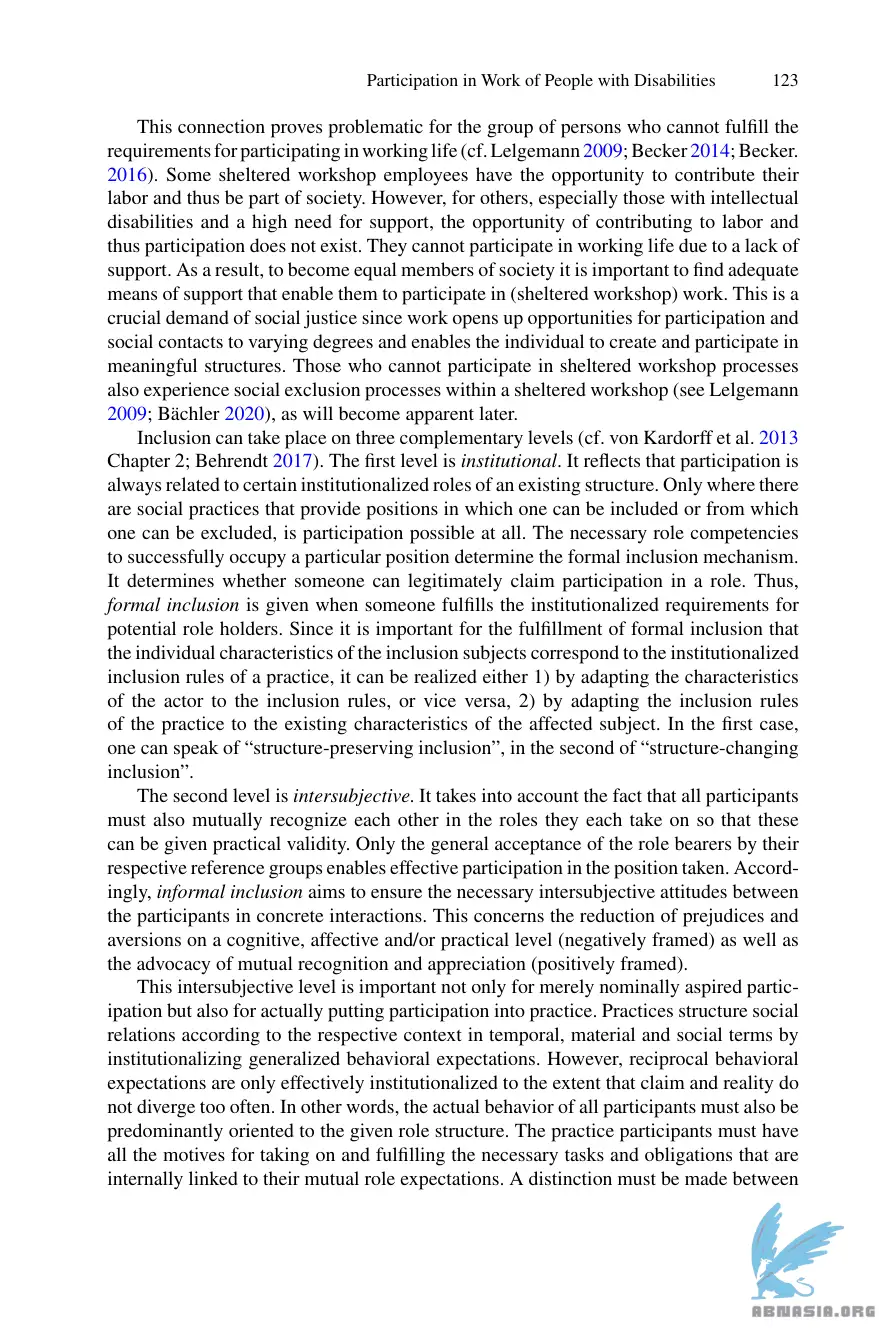 Participation in Work of People with Disabilities 123
This connection proves problematic for the group of persons who cannot fulfill the
requirements for participating in working life (cf. Lelgemann 2009; Becker 2014; Becker.
2016). Some sheltered workshop employees have the opportunity to contribute their
labor and thus be part of society. However, for others, especially those with intellectual
disabilities and a high need for support, the opportunity of contributing to labor and
thus participation does not exist. They cannot participate in working life due to a lack of
support. As a result, to become equal members of society it is important to find adequate
means of support that enable them to participate in (sheltered workshop) work. This is a
crucial demand of social justice since work opens up opportunities for participation and
social contacts to varying degrees and enables the individual to create and participate in
meaningful structures. Those who cannot participate in sheltered workshop processes
also experience social exclusion processes within a sheltered workshop (see Lelgemann
2009; Bächler 2020), as will become apparent later.
Inclusion can take place on three complementary levels (cf. von Kardorff et al. 2013
Chapter 2; Behrendt 2017). The first level is institutional. It reflects that participation is
always related to certain institutionalized roles of an existing structure. Only where there
are social practices that provide positions in which one can be included or from which
one can be excluded, is participation possible at all. The necessary role competencies
to successfully occupy a particular position determine the formal inclusion mechanism.
It determines whether someone can legitimately claim participation in a role. Thus,
formal inclusion is given when someone fulfills the institutionalized requirements for
potential role holders. Since it is important for the fulfillment of formal inclusion that
the individual characteristics of the inclusion subjects correspond to the institutionalized
inclusion rules of a practice, it can be realized either 1) by adapting the characteristics
of the actor to the inclusion rules, or vice versa, 2) by adapting the inclusion rules
of the practice to the existing characteristics of the affected subject. In the first case,
one can speak of “structure-preserving inclusion”, in the second of “structure-changing
inclusion”.
The second level is intersubjective. It takes into account the fact that all participants
must also mutually recognize each other in the roles they each take on so that these
can be given practical validity. Only the general acceptance of the role bearers by their
respective reference groups enables effective participation in the position taken. Accord-
ingly, informal inclusion aims to ensure the necessary intersubjective attitudes between
the participants in concrete interactions. This concerns the reduction of prejudices and
aversions on a cognitive, affective and/or practical level (negatively framed) as well as
the advocacy of mutual recognition and appreciation (positively framed).
This intersubjective level is important not only for merely nominally aspired partic-
ipation but also for actually putting participation into practice. Practices structure social
relations according to the respective context in temporal, material and social terms by
institutionalizing generalized behavioral expectations. However, reciprocal behavioral
expectations are only effectively institutionalized to the extent that claim and reality do
not diverge too often. In other words, the actual behavior of all participants must also be
predominantly oriented to the given role structure. The practice participants must have
all the motives for taking on and fulfilling the necessary tasks and obligations that are
internally linked to their mutual role expectations. A distinction must be made between
ABNASIA.ORG